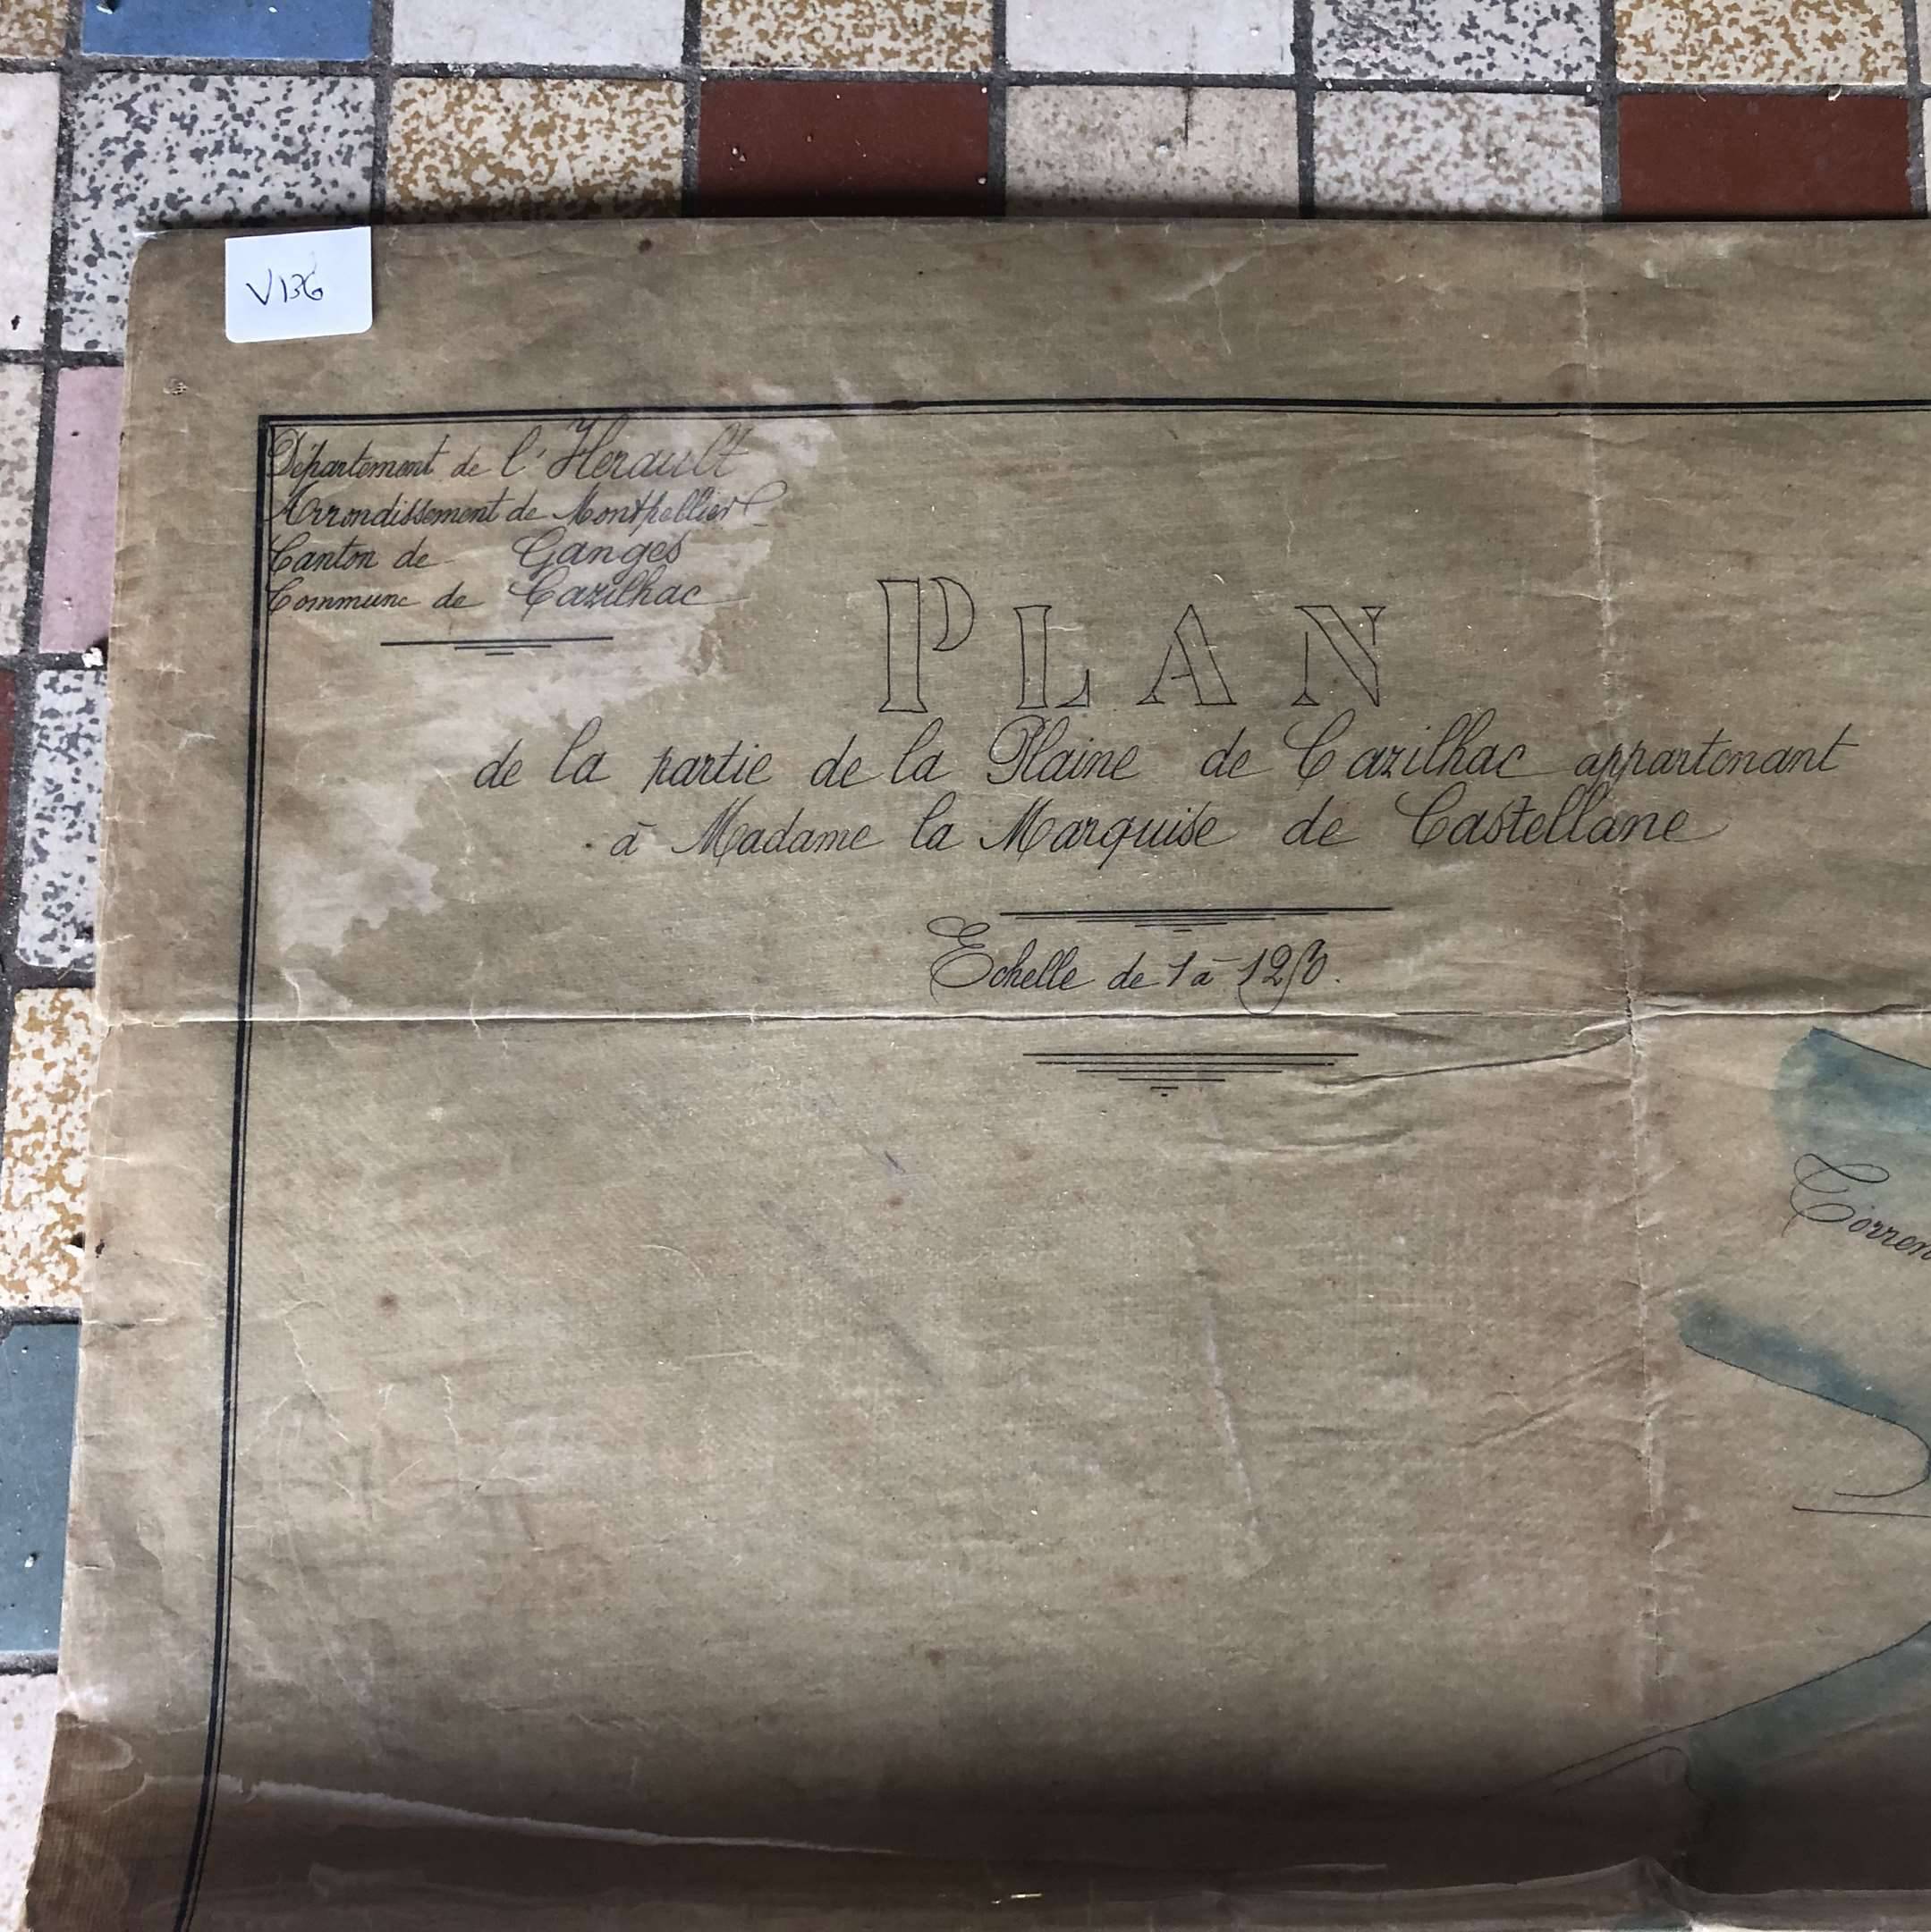 V136
Département de l'Herault
Arrondissement de Montpellier
Canton de Ganges
Commune de Cazilhac
PLAN
de la partie de la Plaine de Cazilhac appartenant
à Madame la Marquise de Castellane
Echelle de 1 à 1250.
Torren